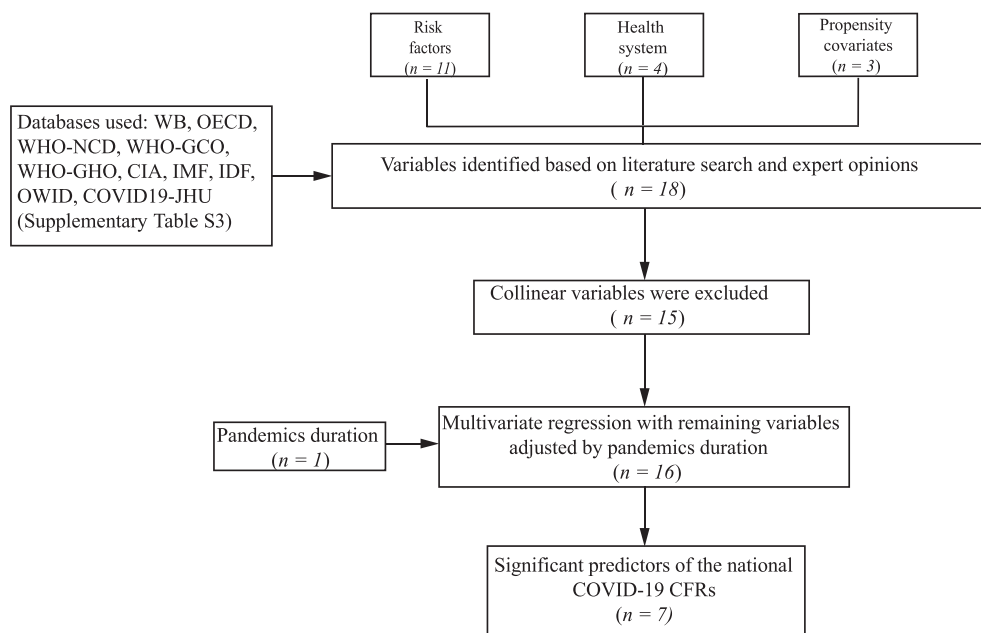 Risk
factors
(n = 11)
Health
system
(n = 4)
Propensity
covariates
(n = 3)
Databases used: WB, OECD,
WHO-NCD, WHO-GCO,
WHO-GHO, CIA, IMF, IDF,
OWID, COVID19-JHU
(Supplementary Table S3)
Variables identified based on literature search and expert opinions
( n = 18)
Collinear variables were excluded
( n = 15)
Pandemics duration
(n = 1)
Multivariate regression with remaining variables
adjusted by pandemics duration
(n = 16)
Significant predictors of the national
COVID-19 CFRs
(n = 7)